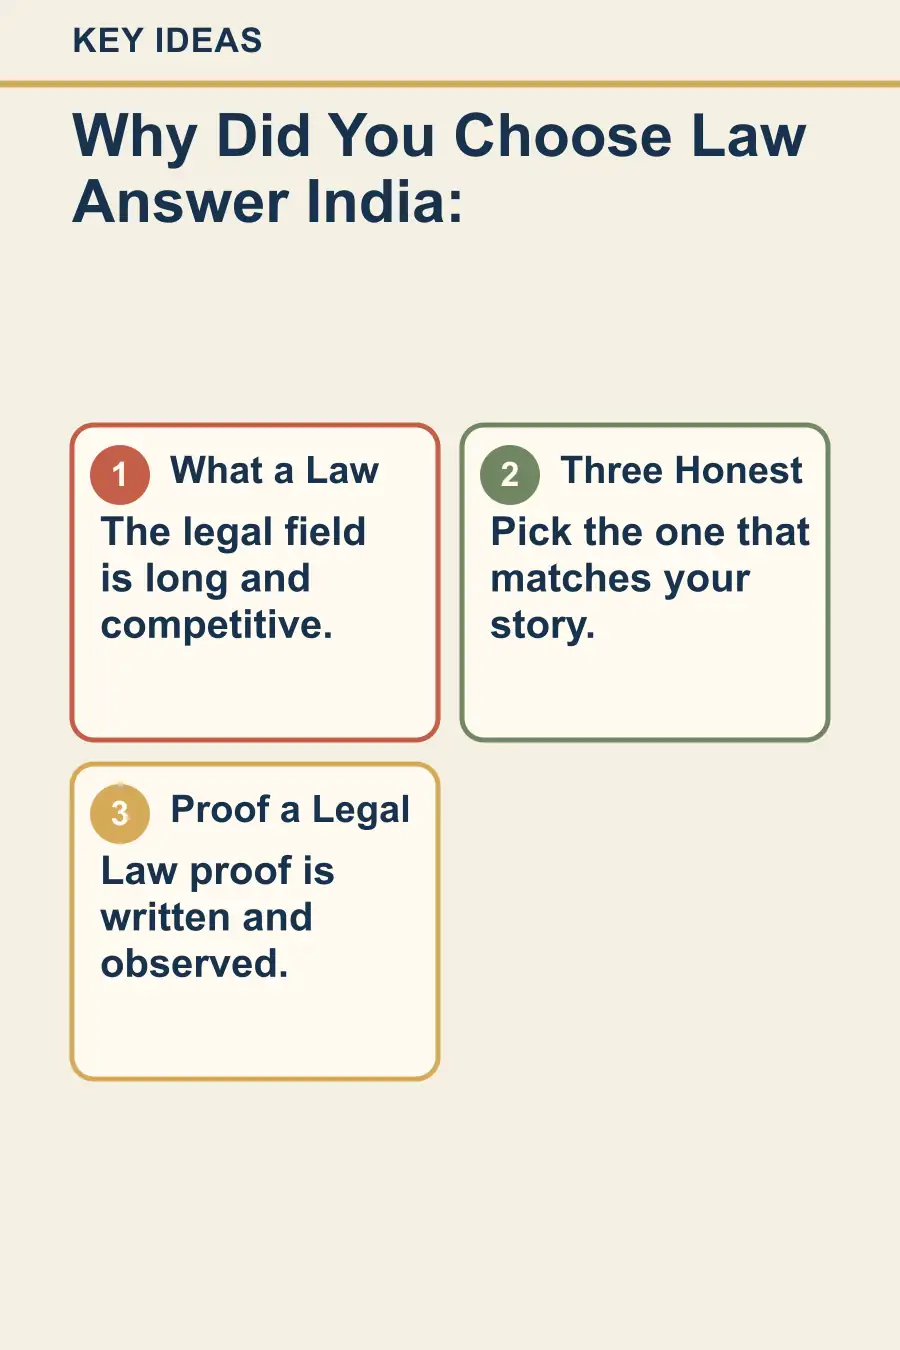 KEY IDEAS
Why Did You Choose Law
Answer India:
1 What a Law
The legal field
is long and
competitive.
2 Three Honest
Pick the one that
matches your
story.
3 Proof a Legal
Law proof is
written and
observed.